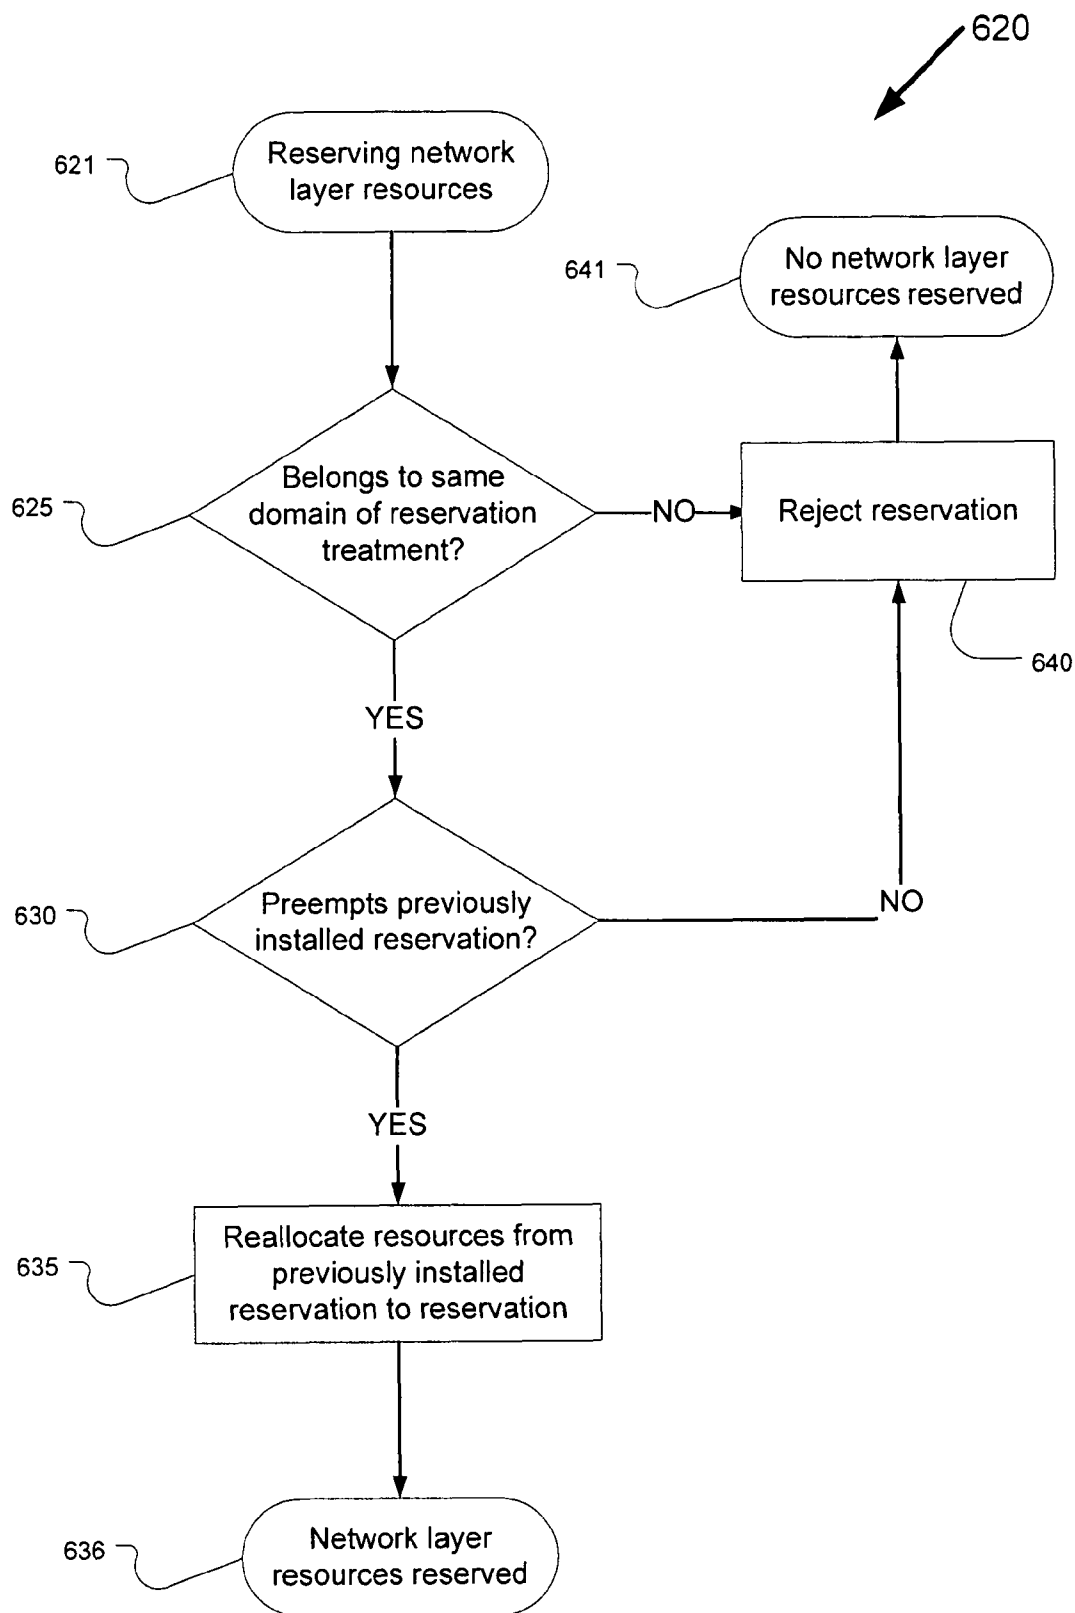 620
621
Reserving network
layer resources
641
No network layer
resources reserved
625
Belongs to same
domain of reservation
treatment?
NO
Reject reservation
640
YES
630
Preempts previously
installed reservation?
NO
YES
635
Reallocate resources from
previously installed
reservation to reservation
636
Network layer
resources reserved